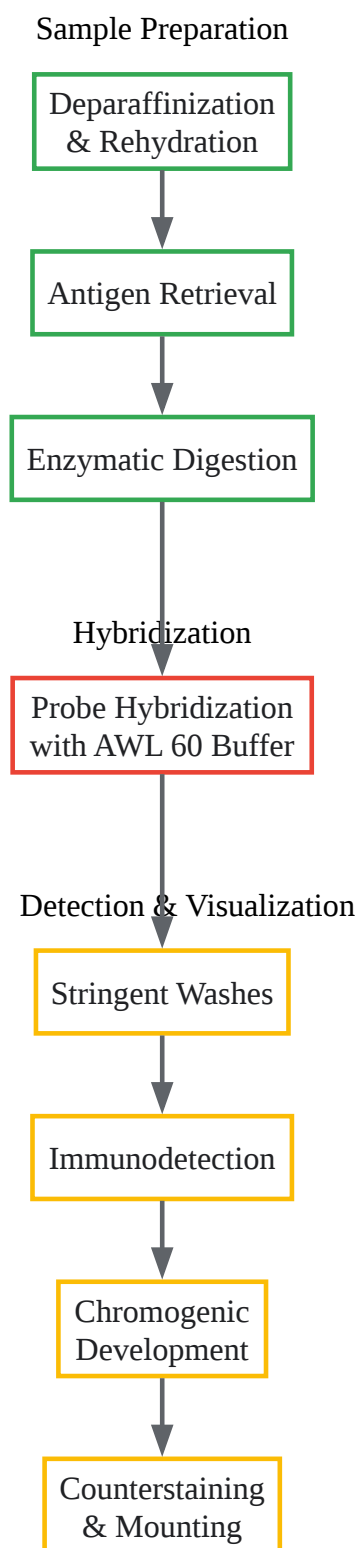 Sample Preparation
Deparaffinization
& Rehydration
Antigen Retrieval
Enzymatic Digestion
Hybridization
Probe Hybridization
with AWL 60 Buffer
Detection & Visualization
Stringent Washes
Immunodetection
Chromogenic
Development
Counterstaining
& Mounting